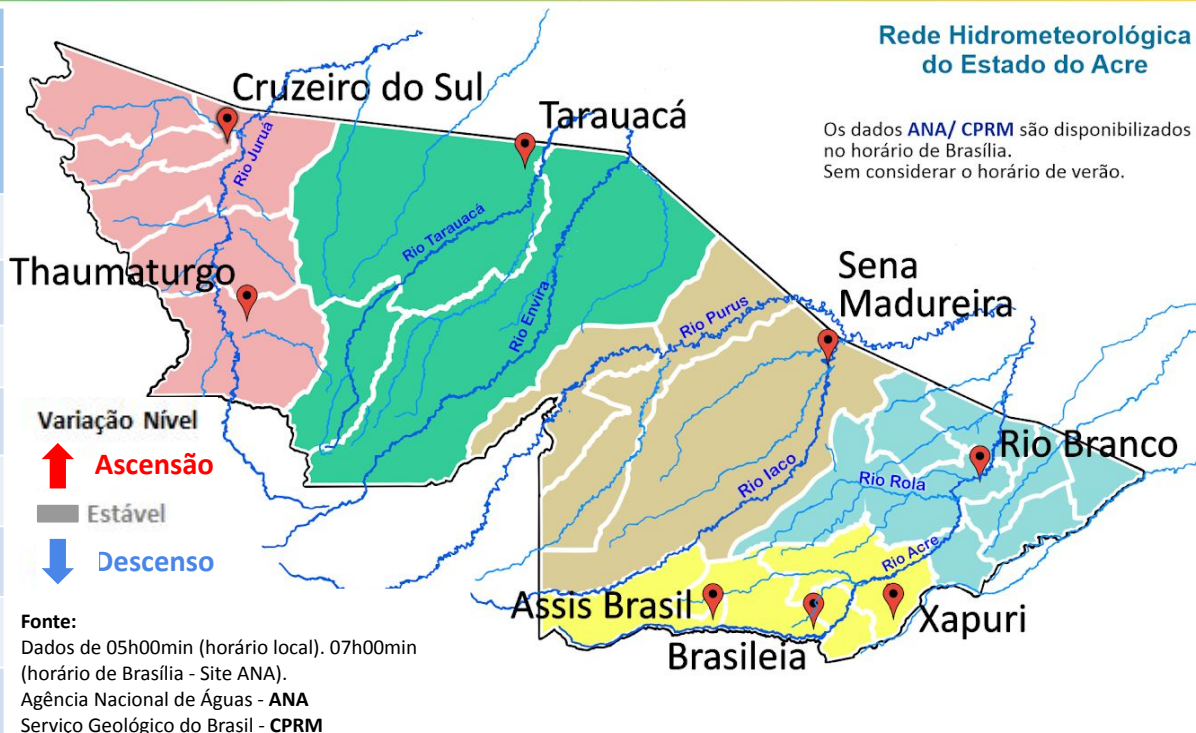 Rede Hidrometeorológica
do Estado do Acre
Os dados ANA/ CPRM são disponibilizados
no horário de Brasília.
Sem considerar o horário de verão.
Cruzeiro do Sul
Tarauacá
Rio Juruá
Rio Tarauacá
Thaumaturgo
Rio Envira
Sena
Madureira
Rio Purus
Variação Nível
Ascensão
Estável
Descenso
Rio Branco
Rio Iaco
Rio Rola
Rio Acre
Assis Brasil
Xapuri
Brasileia
Fonte:
Dados de 05h00min (horário local). 07h00min
(horário de Brasília - Site ANA).
Agência Nacional de Águas - ANA
Serviço Geológico do Brasil - CPRM